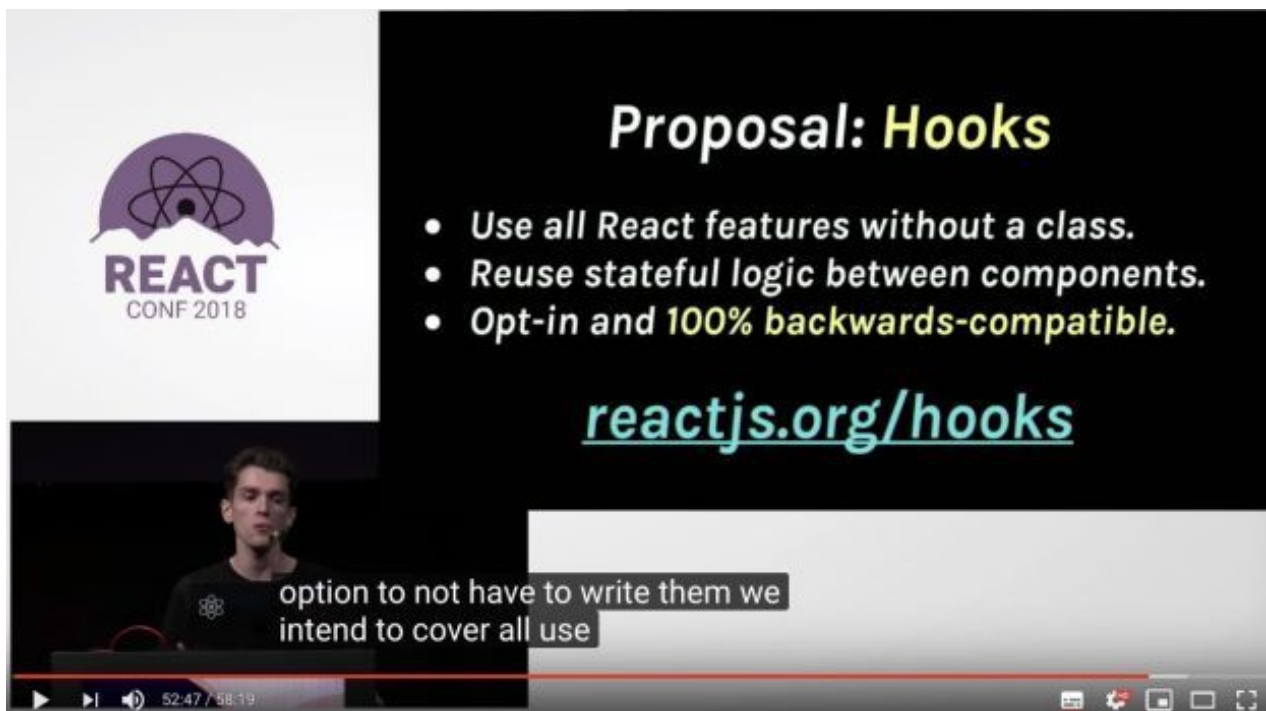 Proposal: Hooks
• Use all React features without a class.
• Reuse stateful logic between components.
• Opt-in and 100% backwards-compatible.
reactjs.org/hooks
REACT
CONF 2018
option to not have to write them we
intend to cover all use
52:47 / 58:19